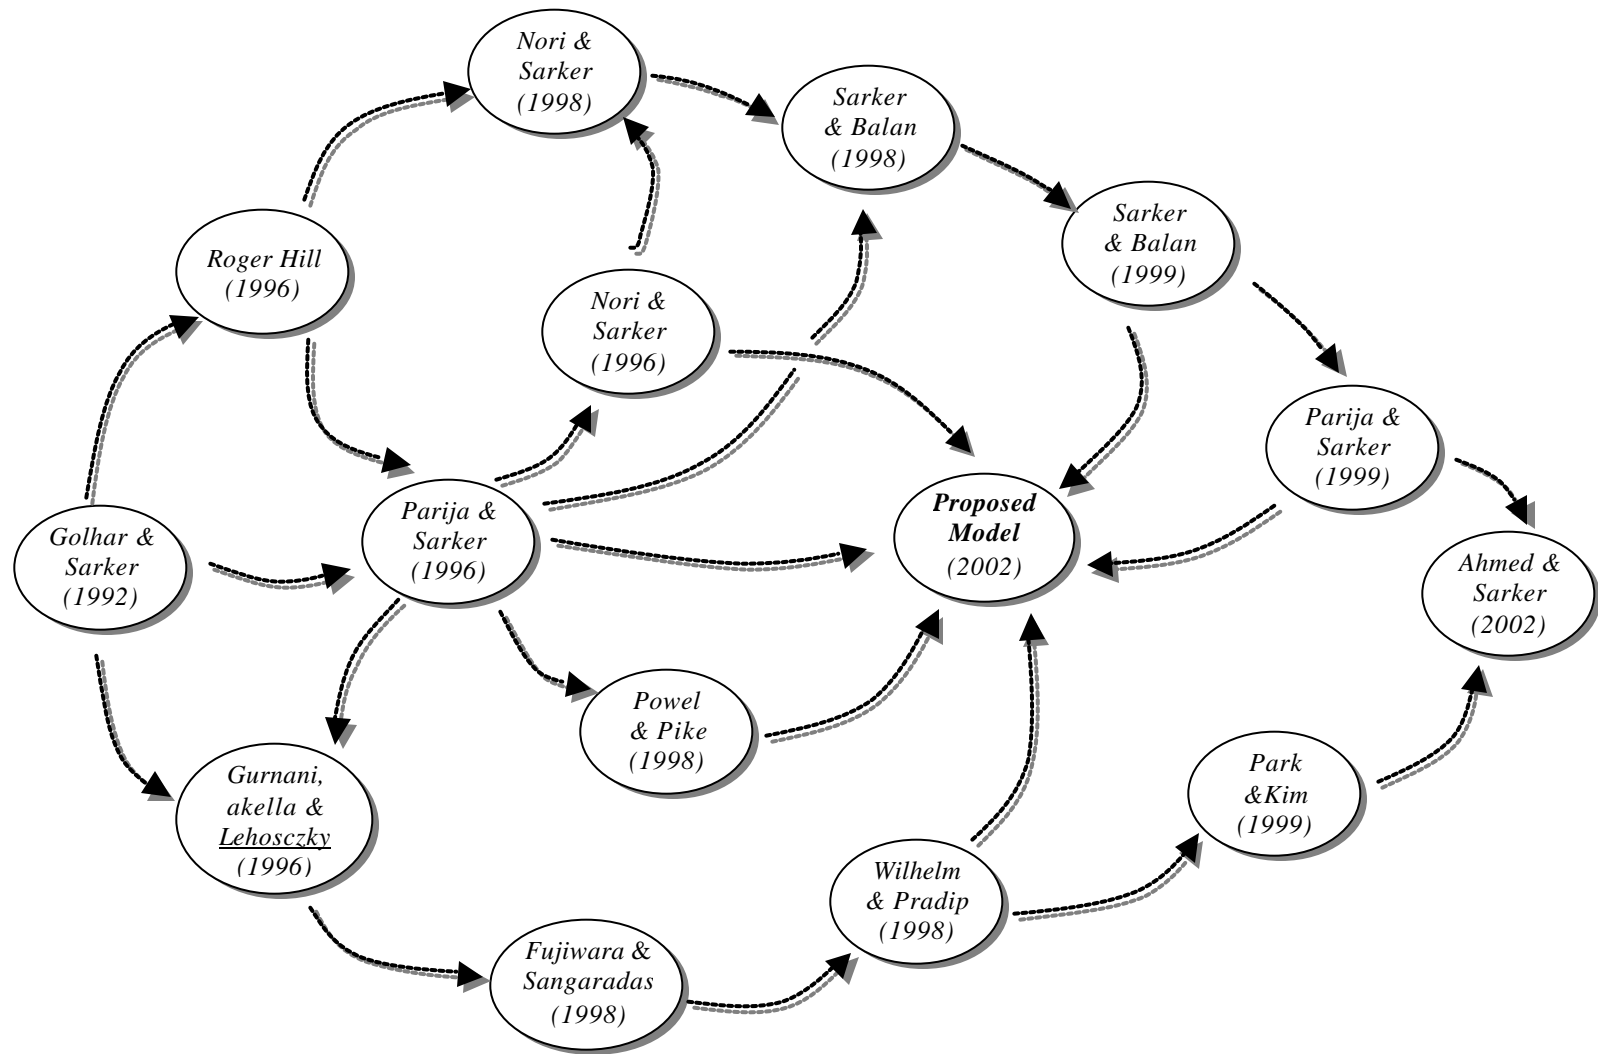 Nori &
Sarker
(1998)
Sarker
& Balan
(1998)
Sarker
& Balan
(1999)
Roger Hill
(1996)
Nori &
Sarker
(1996)
Parija &
Sarker
(1999)
Golhar &
Sarker
(1992)
Parija &
Sarker
(1996)
Proposed
Model
(2002)
Ahmed &
Sarker
(2002)
Powel
& Pike
(1998)
Gurnani,
akella &
Lehosczky
(1996)
Park
&Kim
(1999)
Wilhelm
& Pradip
(1998)
Fujiwara &
Sangaradas
(1998)